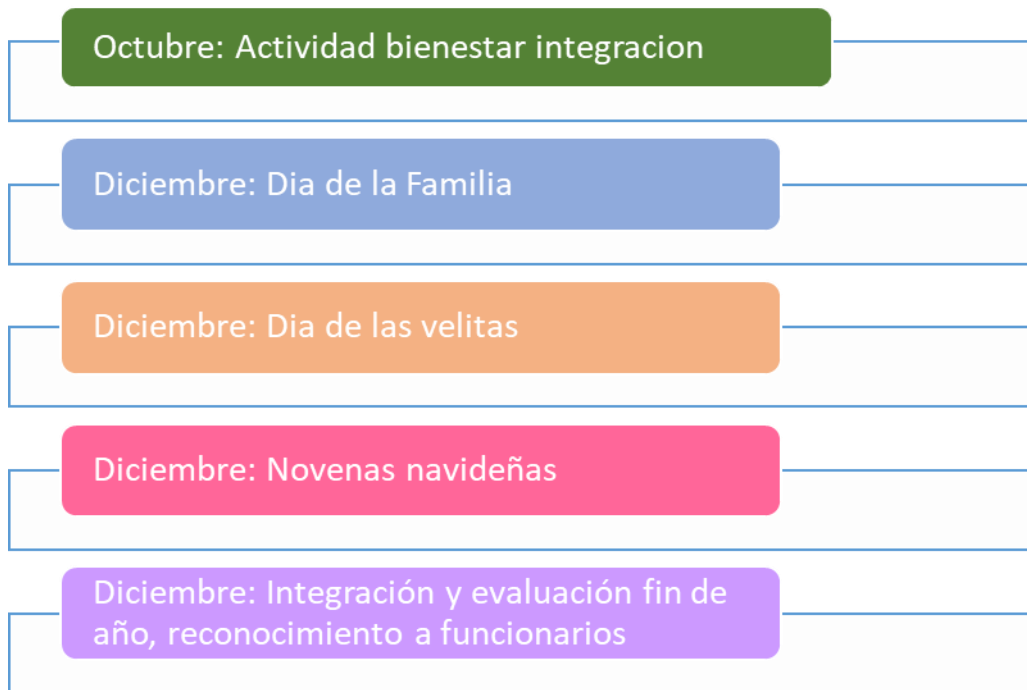 Octubre: Actividad bienestar integracion
Diciembre: Dia de la Familia
Diciembre: Dia de las velitas
Diciembre: Novenas navideñas
Diciembre: Integración y evaluación fin de
año, reconocimiento a funcionarios